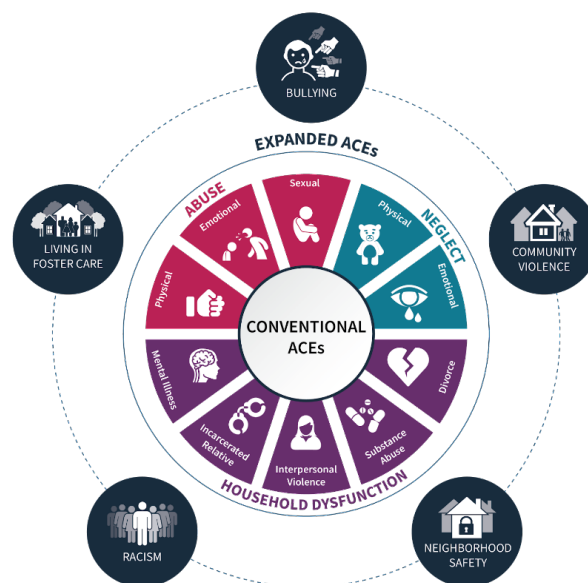 BULLYING
EXPANDED ACEs
LIVING IN
FOSTER CARE
COMMUNITY
VIOLENCE
ABUSE
NEGLECT
Physical
Emotional
Sexual
Physical
Emotional
CONVENTIONAL
ACEs
Mental Illness
Incarcerated
Relative
Interpersonal
Violence
Substance
Abuse
Divorce
HOUSEHOLD DYSFUNCTION
RACISM
NEIGHBORHOOD
SAFETY